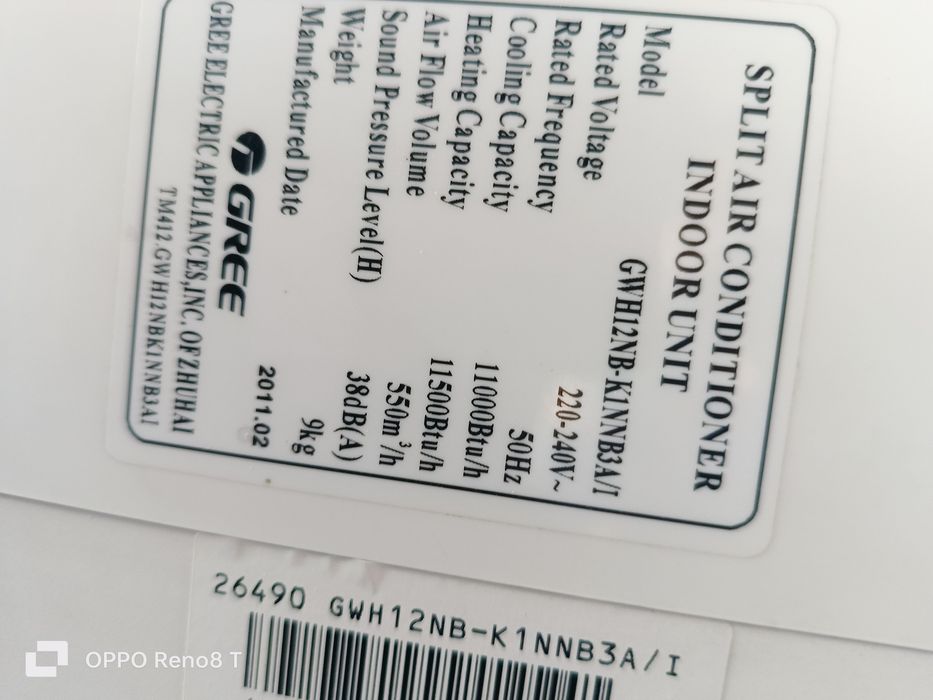 SPLIT AIR CONDITIONER
INDOOR UNIT
Model GWH12NB-K1NNB3A/I
Rated Voltage 220-240V~
Rated Frequency 50Hz
Cooling Capacity 11000Btu/h
Heating Capacity 11500Btu/h
Air Flow Volume 550m³/h
Sound Pressure Level(H) 38dB(A)
Weight 9kg
Manufactured Date 2011.02
GREE
GREE ELECTRIC APPLIANCES,INC. OF ZHUHAI
TM412.GWH12NBK1NNB3AI
26490 GWH12NB-K1NNB3A/I
OPPO Reno8 T